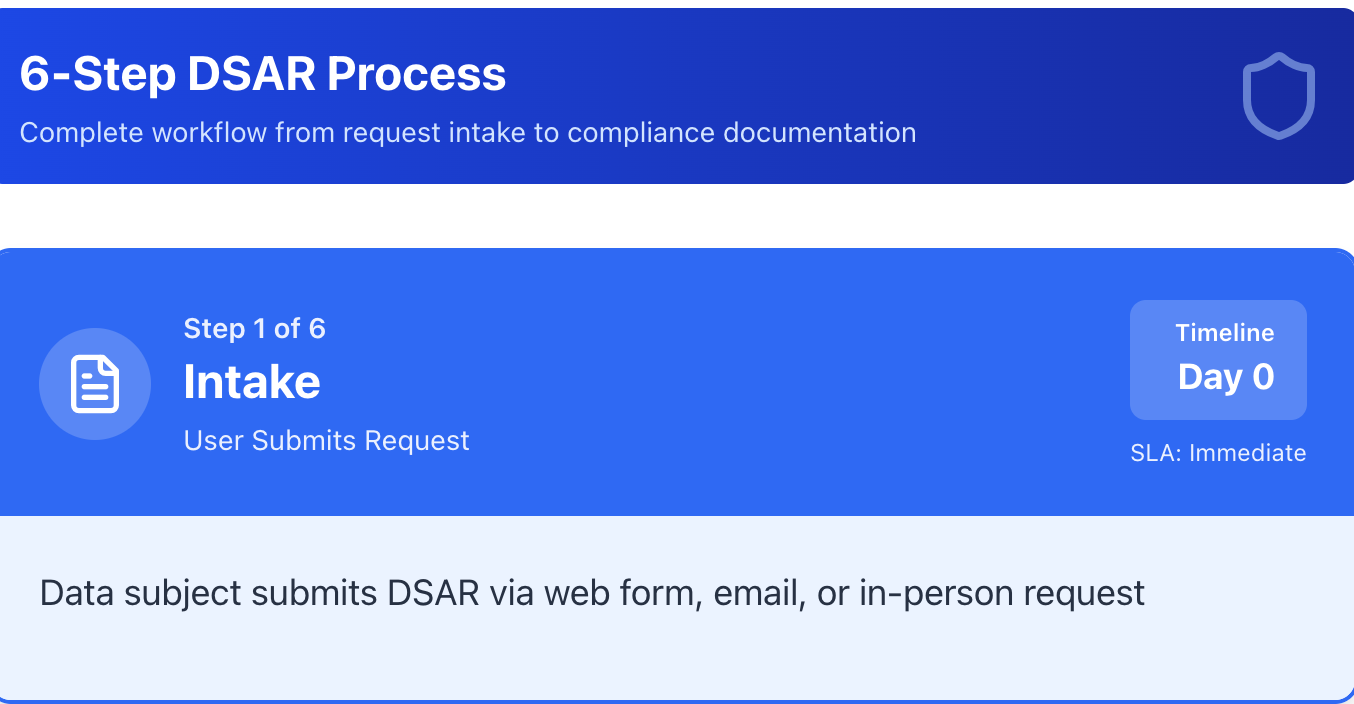 6-Step DSAR Process
Complete workflow from request intake to compliance documentation
Step 1 of 6
Intake
User Submits Request
Timeline
Day 0
SLA: Immediate
Data subject submits DSAR via web form, email, or in-person request